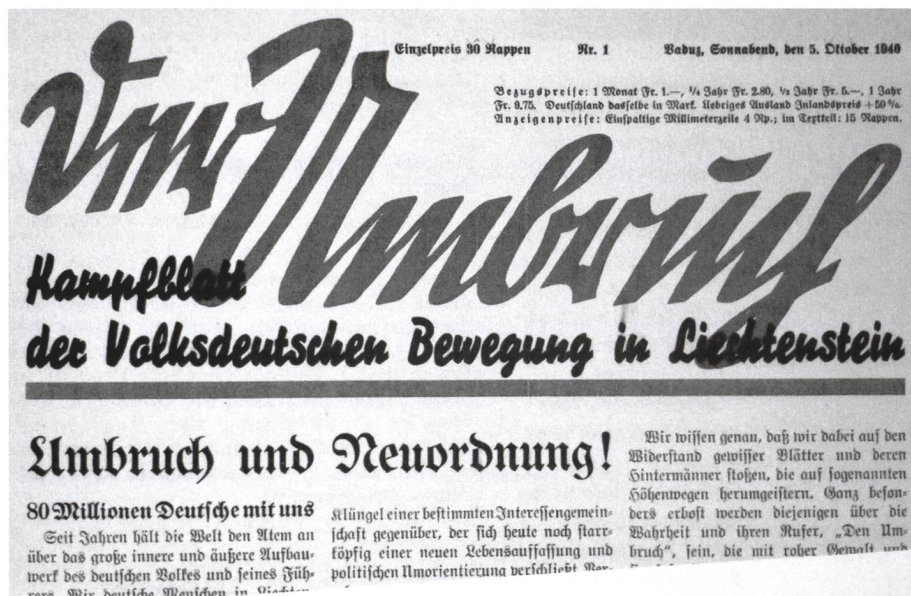 Der Umbruch
Einzelpreis 30 Rappen Nr. 1 Vaduz, Sonnabend, den 5. Oktober 1940
Bezugspreise: 1 Monat Fr. 1.—, ¼ Jahr Fr. 2.80, ½ Jahr Fr. 5.—, 1 Jahr
Fr. 9.75. Deutschland dasselbe in Mark. Uebriges Ausland Inlandspreis +50 %
Anzeigenpreise: Einspaltige Millimeterzeile 4 Rp.; im Textteil: 15 Rappen.
Kampfblatt
der Volksdeutschen Bewegung in Liechtenstein
Umbruch und Neuordnung!
80 Millionen Deutsche mit uns
Seit Jahren hält die Welt den Atem an
über das große innere und äußere Aufbau-
werk des deutschen Volkes und seines Füh-
rers. Wir deutsche Menschen in Liechten-
Klüngel einer bestimmten Interessengemein-
schaft gegenüber, der sich heute noch starr-
köpfig einer neuen Lebensauffassung und
politischen Umorientierung verschließt.
Wir wissen genau, daß wir dabei auf den
Widerstand gewisser Blätter und deren
Hintermänner stoßen, die auf sogenannten
Höhenwegen herumgeistern. Ganz beson-
ders erbost werden diejenigen über die
Wahrheit und ihren Rufer, „Den Um-
bruch“, sein, die mit roher Gewalt und